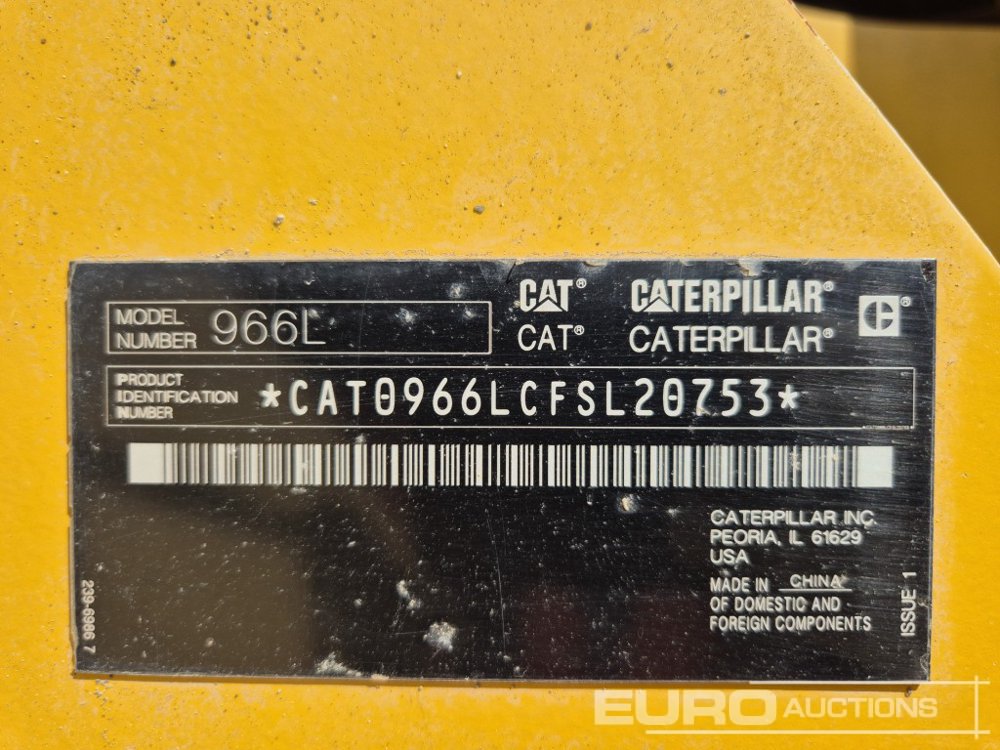 MODEL
NUMBER 966L
CAT® CATERPILLAR® C®
CAT® CATERPILLAR®
PRODUCT
IDENTIFICATION
NUMBER
*CAT0966LCFSL20753*
CATERPILLAR INC.
PEORIA, IL 61629
USA
MADE IN CHINA
OF DOMESTIC AND
FOREIGN COMPONENTS
ISSUE 1
239-6986 7
EURO AUCTIONS